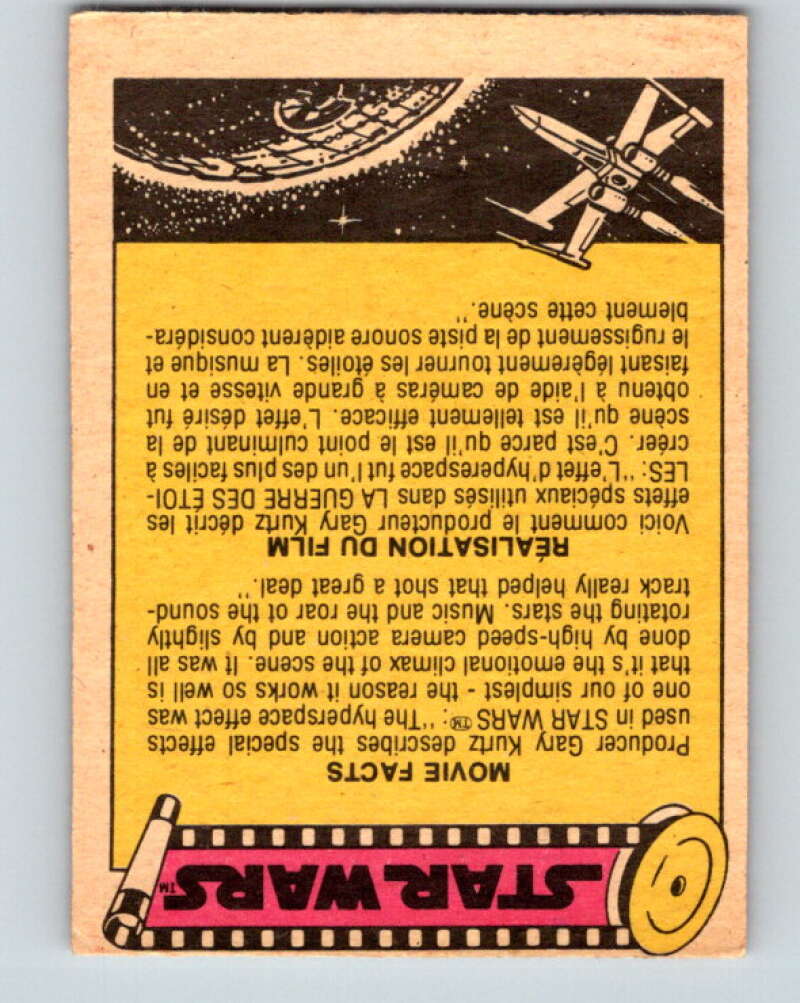 STAR WARS™
MOVIE FACTS
Producer Gary Kurtz describes the special effects
used in STAR WARS™: "The hyperspace effect was
one of our simplest - the reason it works so well is
that it's the emotional climax of the scene. It was all
done by high-speed camera action and by slightly
rotating the stars. Music and the roar of the sound-
track really helped that shot a great deal."
RÉALISATION DU FILM
Voici comment le producteur Gary Kurtz décrit les
effets spéciaux utilisés dans LA GUERRE DES ÉTOI-
LES: "L'effet d'hyperespace fut l'un des plus faciles à
créer. C'est parce qu'il est le point culminant de la
scène qu'il est tellement efficace. L'effet désiré fut
obtenu à l'aide de caméras à grande vitesse et en
faisant légèrement tourner les étoiles. La musique et
le rugissement de la piste sonore aidèrent considéra-
blement cette scène."